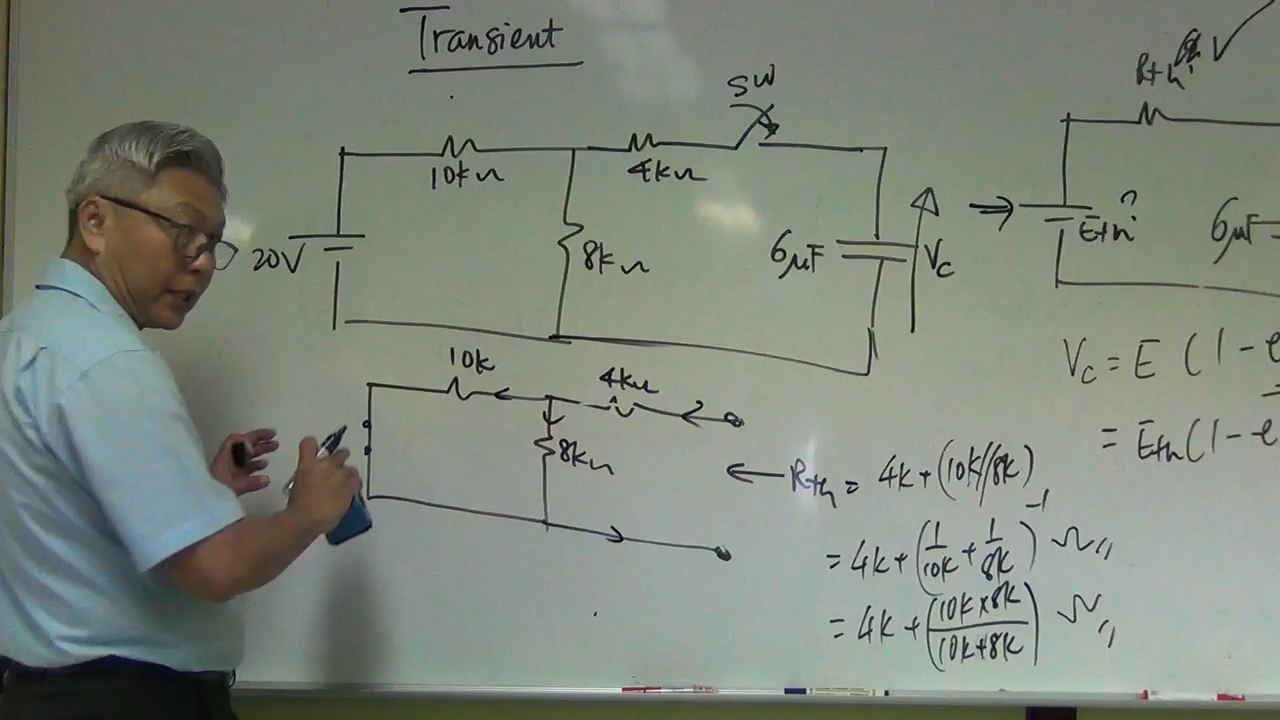 Transient
SW
10kΩ
4kΩ
20V
8kΩ
6μF
Vc
⇒
Rth
Eth?
6μF
10k
4kΩ
8kΩ
Vc = E (1 - e
= Eth (1 - e
← Rth = 4k + (10k//8k)
= 4k + (1/10k + 1/8k)⁻¹ Ω
= 4k + (10k x 8k / 10k + 8k) Ω